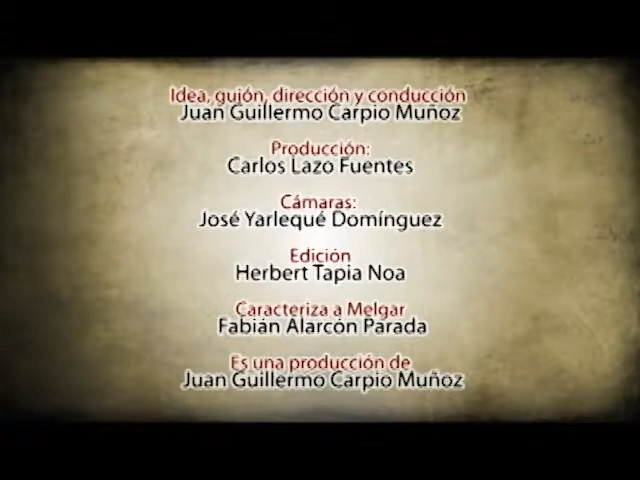 Idea, guión, dirección y conducción
Juan Guillermo Carpio Muñoz
Producción:
Carlos Lazo Fuentes
Cámaras:
José Yarlequé Domínguez
Edición
Herbert Tapia Noa
Caracteriza a Melgar
Fabián Alarcón Parada
Es una producción de
Juan Guillermo Carpio Muñoz